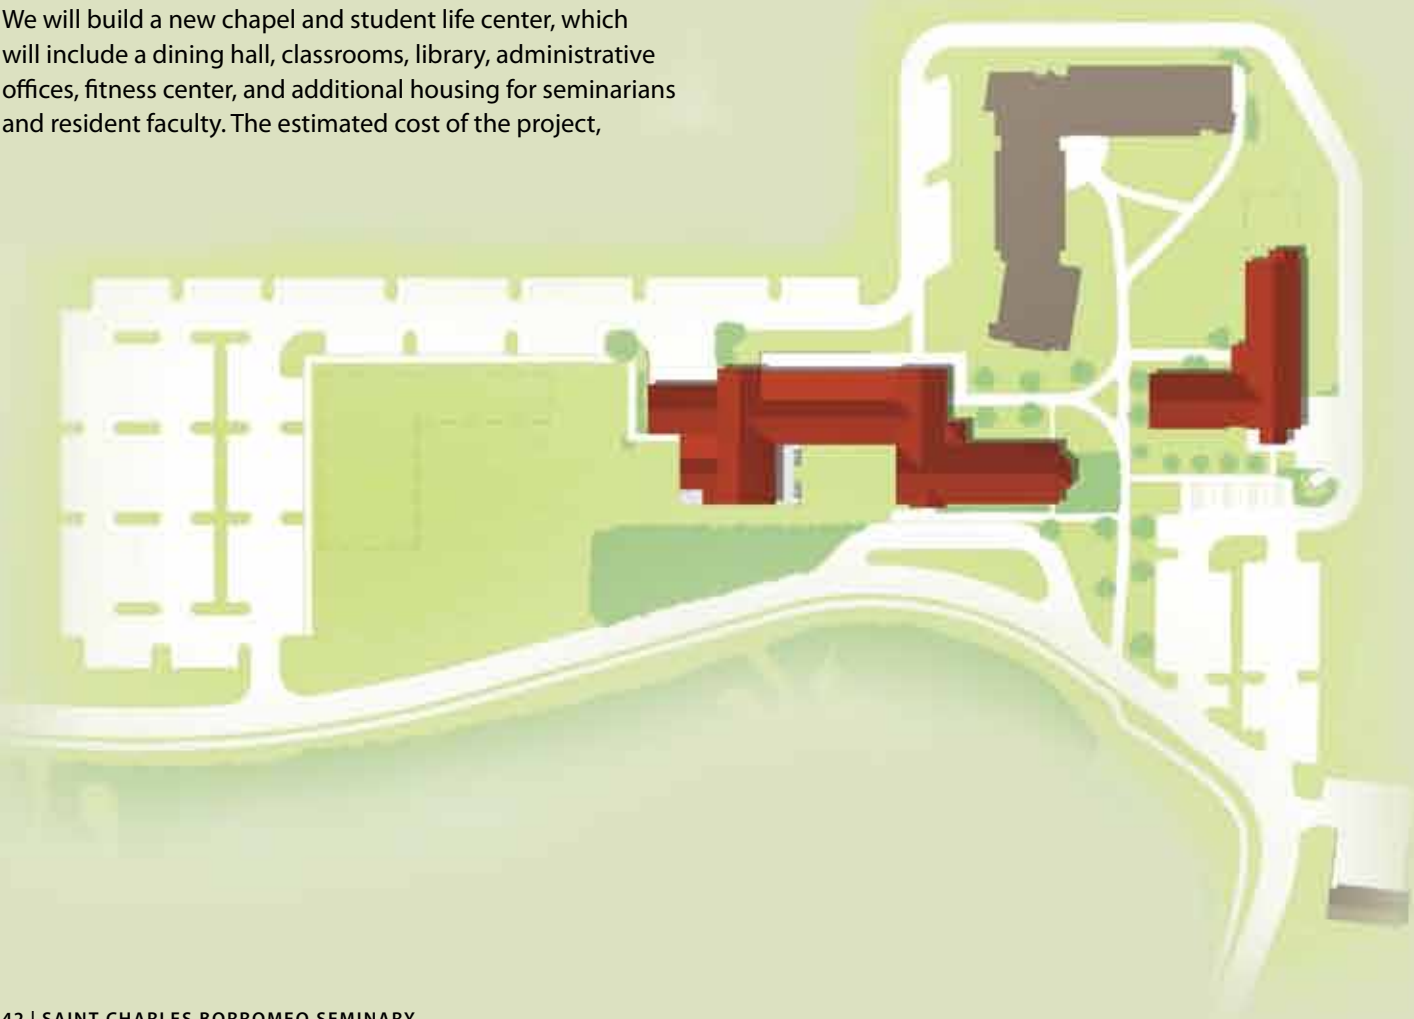 We will build a new chapel and student life center, which
will include a dining hall, classrooms, library, administrative
offices, fitness center, and additional housing for seminarians
and resident faculty. The estimated cost of the project,
42 | SAINT CHARLES BORROMEO SEMINARY